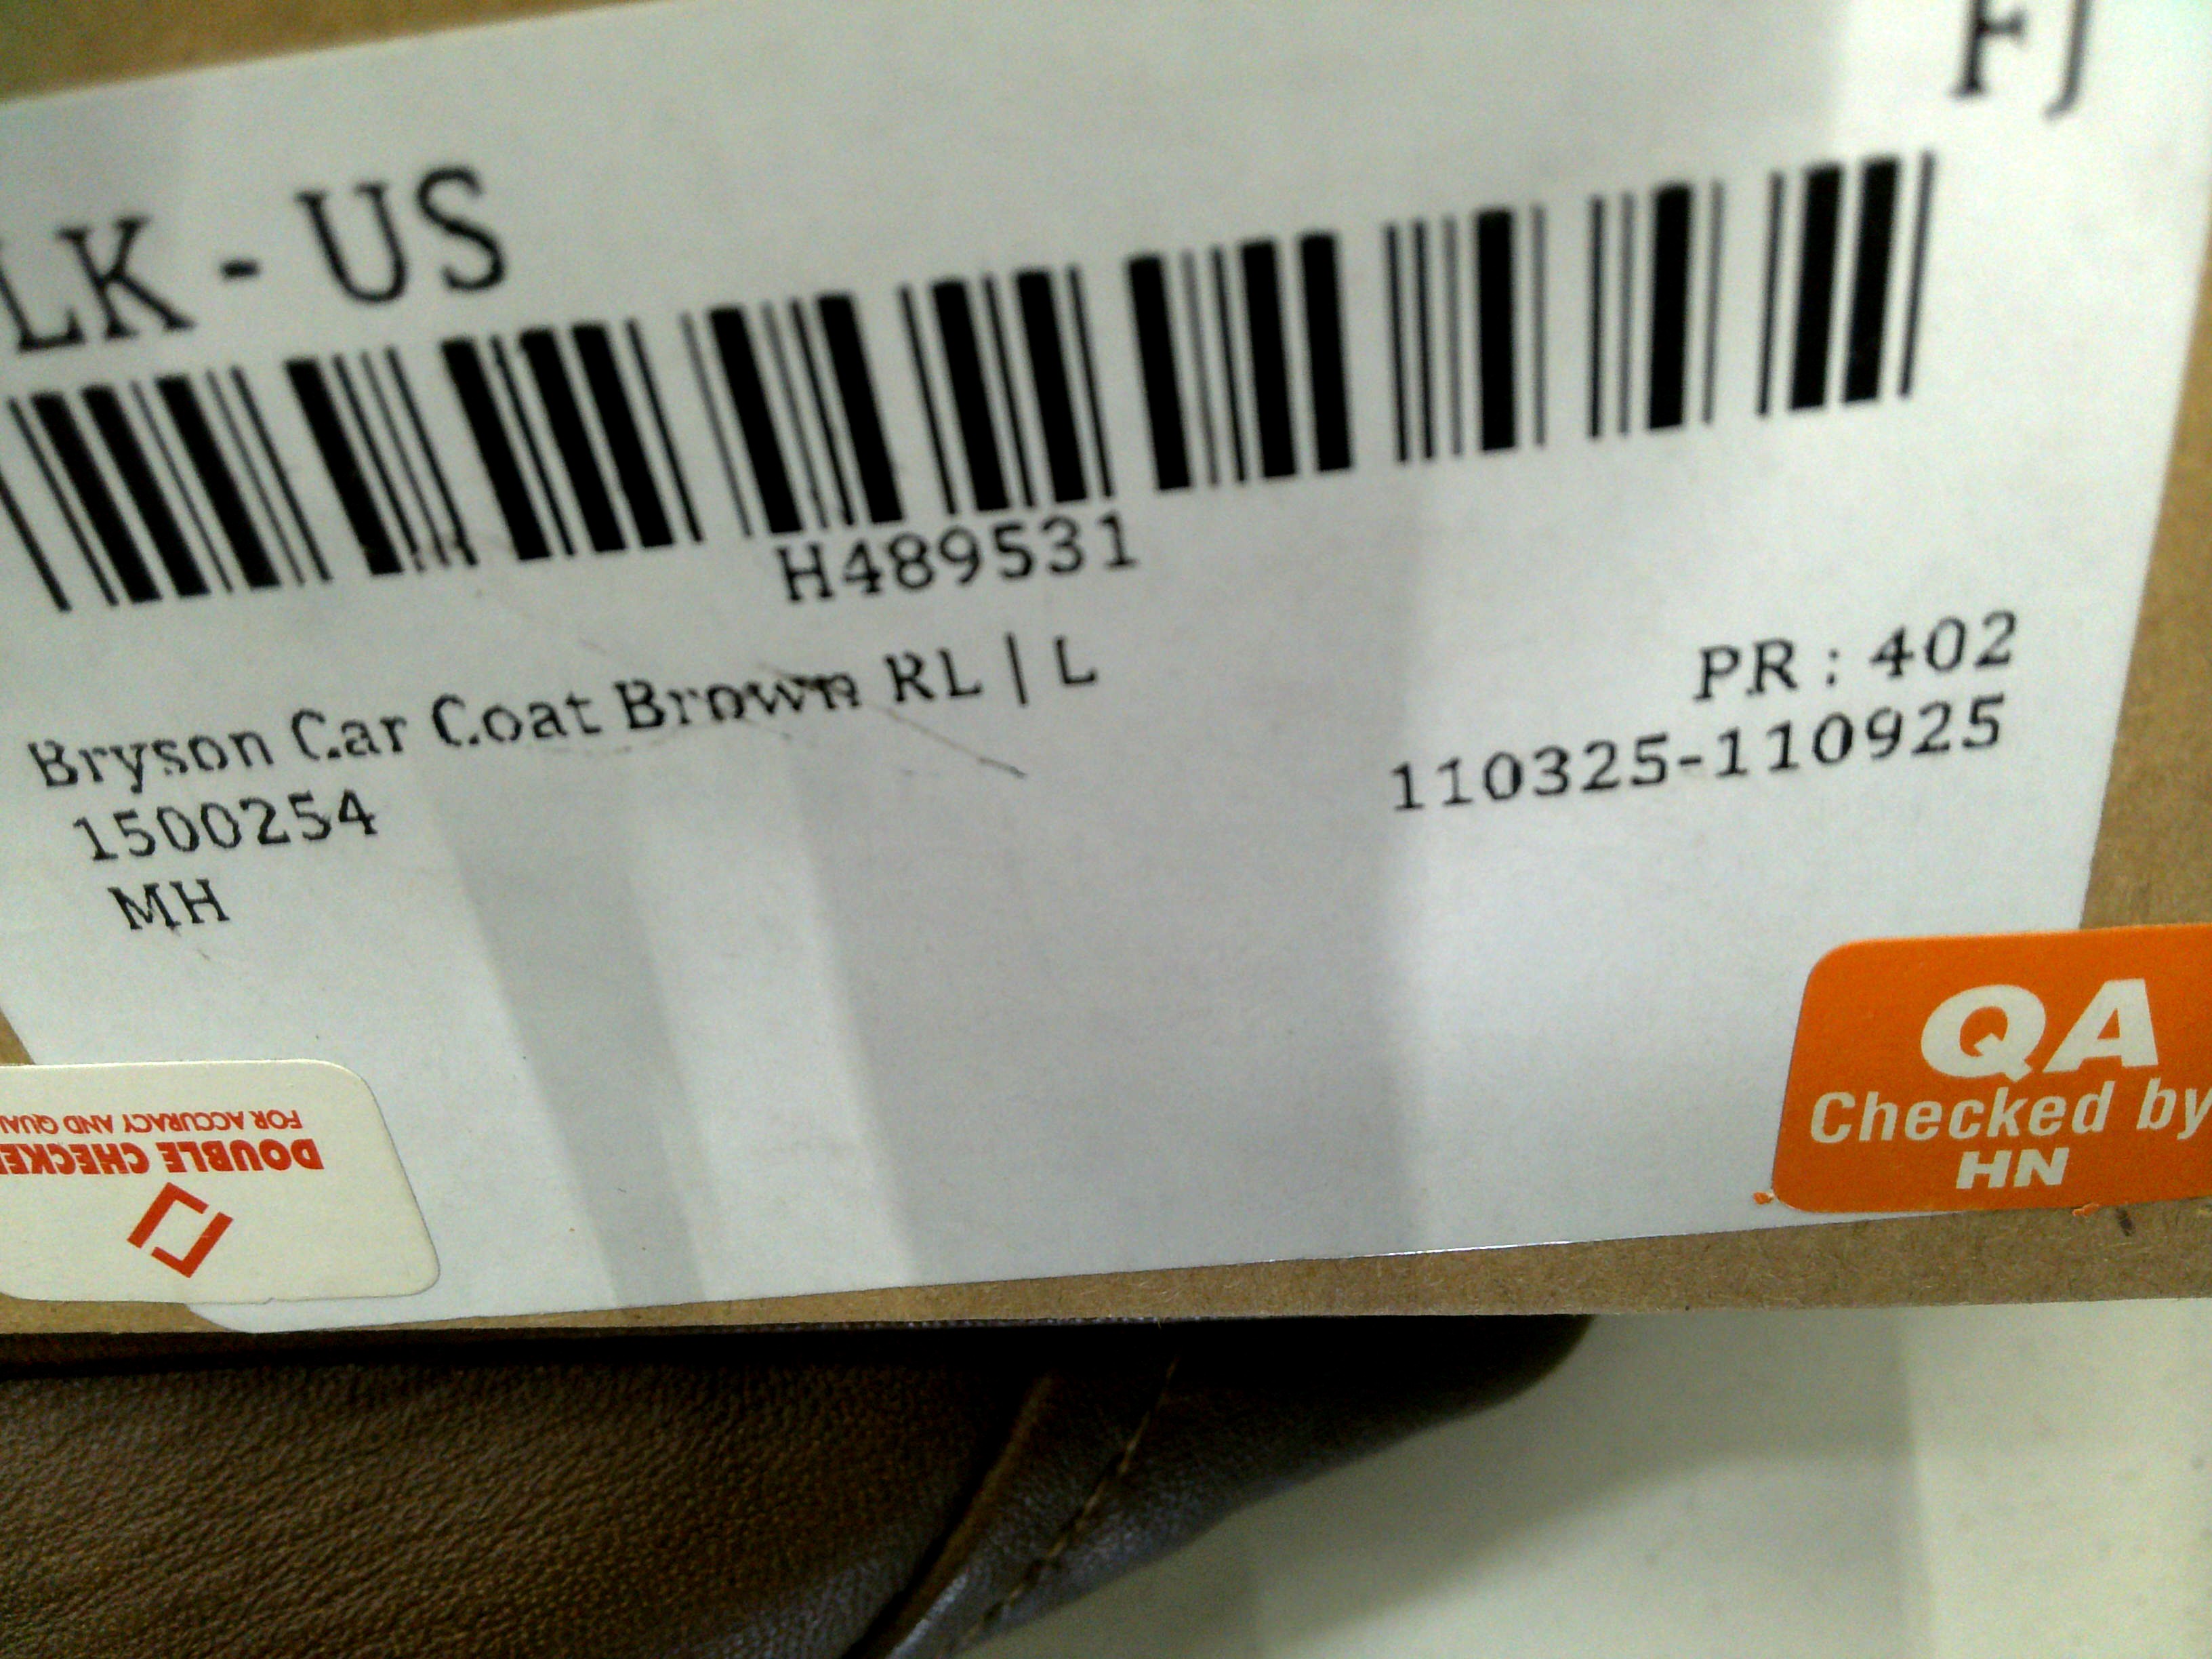 FJ
LK - US
H489531
Bryson Car Coat Brown RL | L
PR : 402
1500254
110325-110925
MH
QA
Checked by
HN
DOUBLE CHECKE
FOR ACCURACY AND QUA